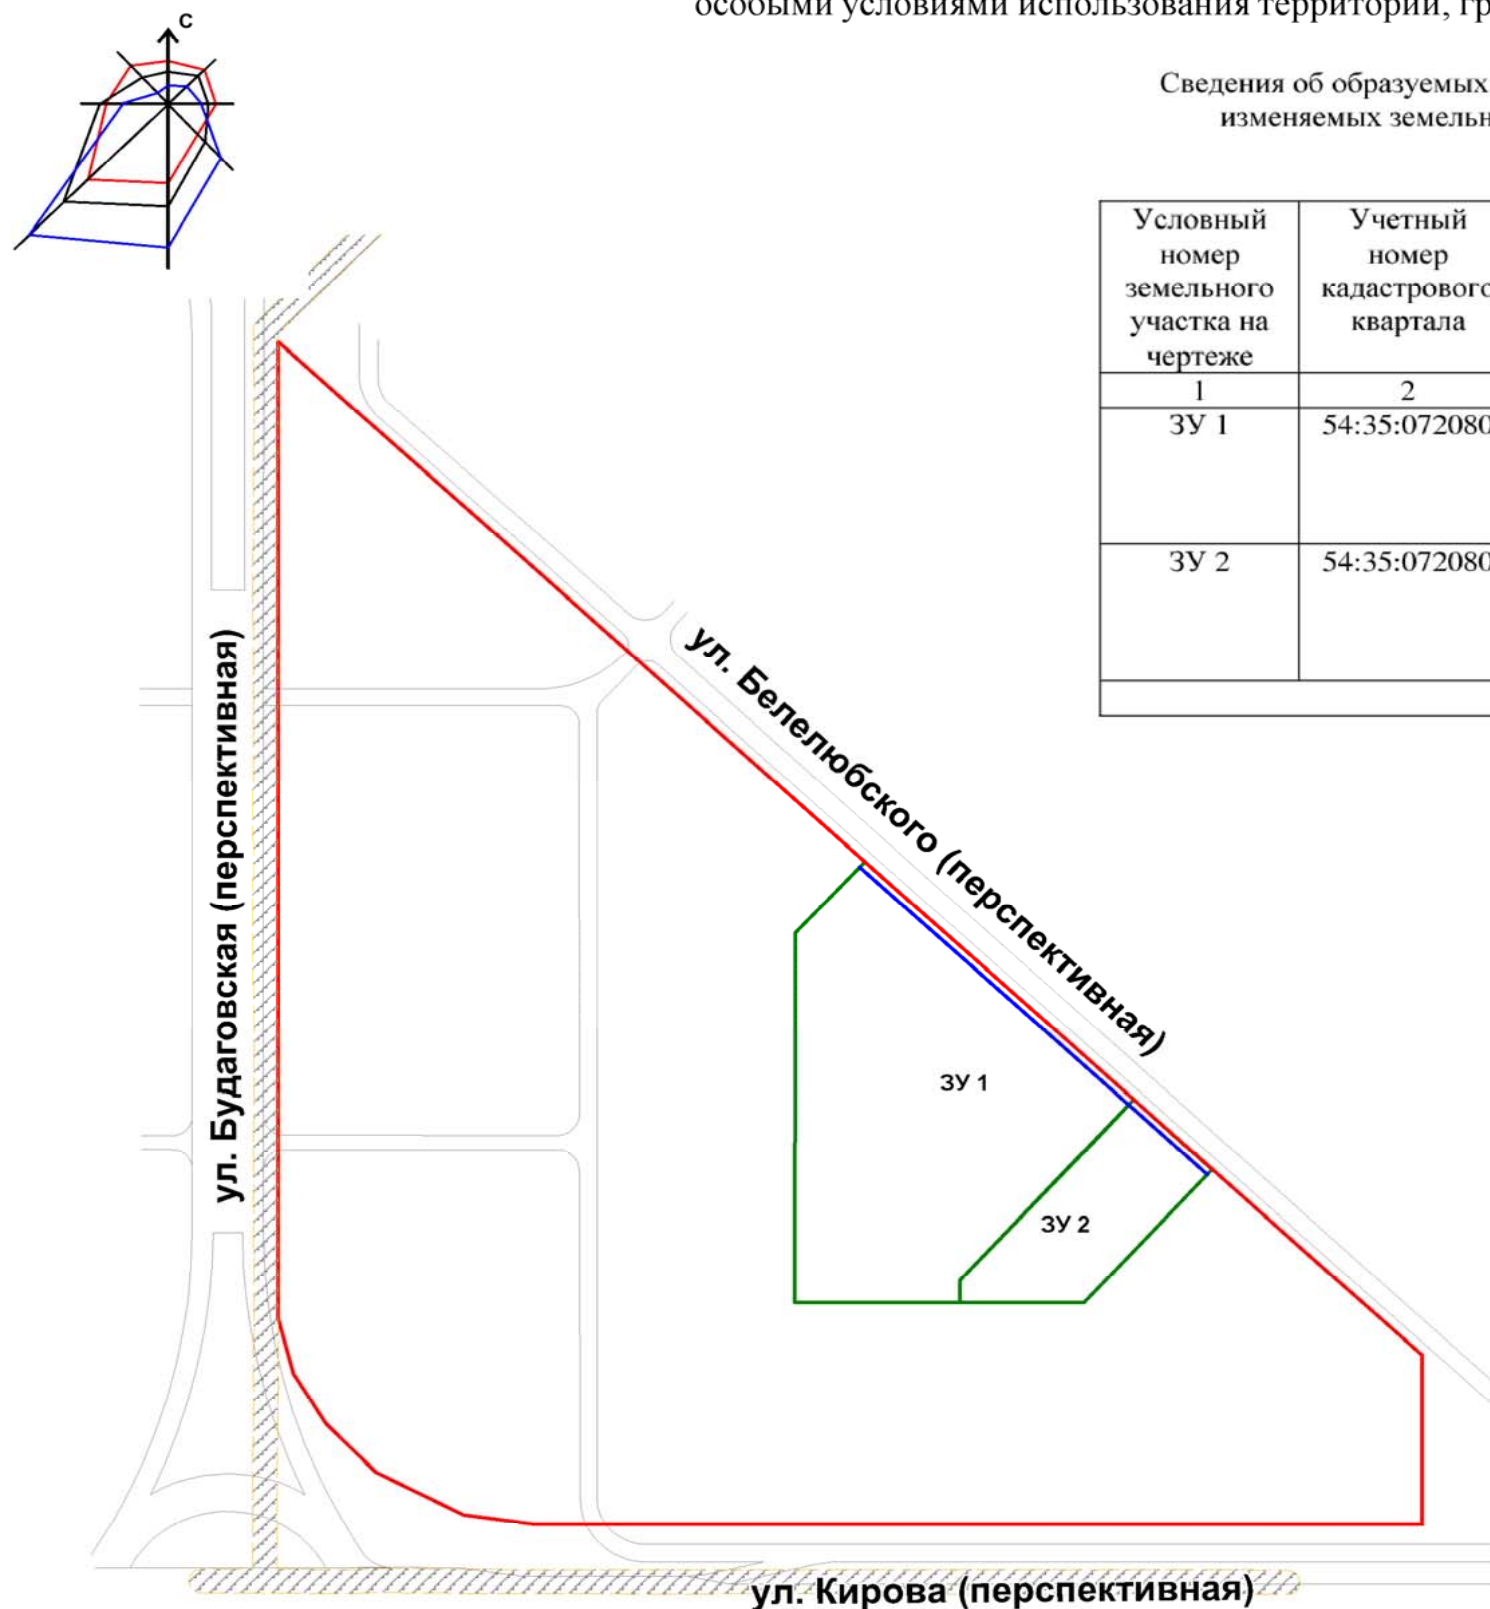 особыми условиями использования территории, гр
С
Сведения об образуемых
изменяемых земельн
Условный
номер
земельного
участка на
чертеже
Учетный
номер
кадастрового
квартала
1
2
ЗУ 1
54:35:072080
ЗУ 2
54:35:072080
ул. Белелюбского (перспективная)
ул. Будаговская (перспективная)
ЗУ 1
ЗУ 2
ул. Кирова (перспективная)